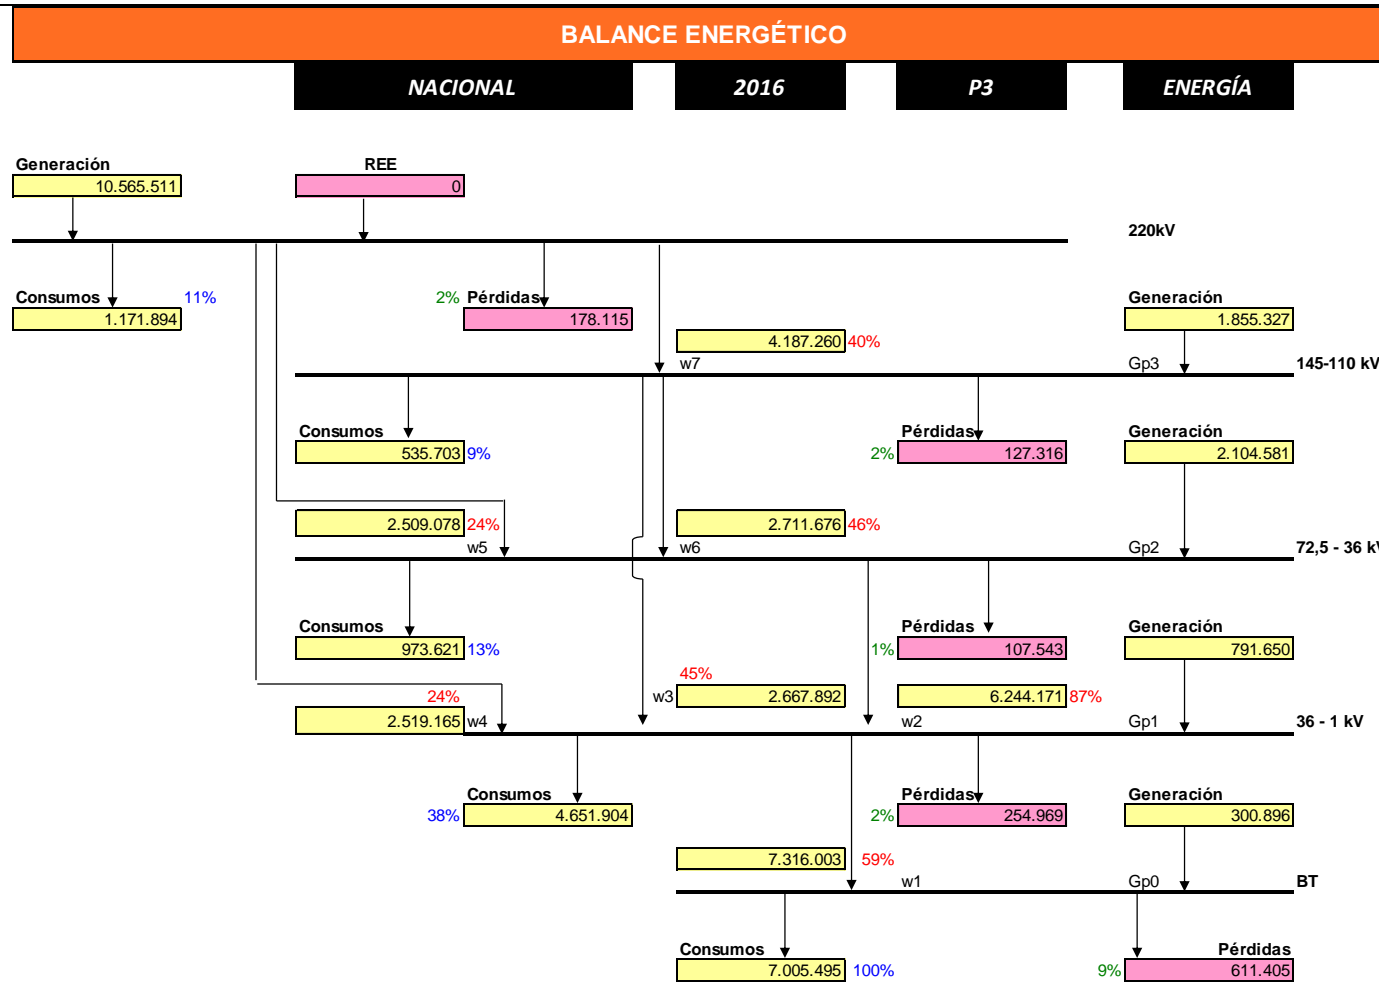 BALANCE ENERGÉTICO
NACIONAL 2016 P3 ENERGÍA
Generación REE
10.565.511 0
220kV
Consumos 11% 2% Pérdidas Generación
1.171.894 178.115 1.855.327
4.187.260 40%
w7 Gp3 145-110 kV
Consumos Pérdidas Generación
535.703 9% 2% 127.316 2.104.581
2.509.078 24% 2.711.676 46%
w5 w6 Gp2 72,5 - 36 kV
Consumos Pérdidas Generación
973.621 13% 1% 107.543 791.650
45%
24% w3 2.667.892 6.244.171 87%
2.519.165 w4 w2 Gp1 36 - 1 kV
Consumos Pérdidas Generación
38% 4.651.904 2% 254.969 300.896
7.316.003 59%
w1 Gp0 BT
Consumos Pérdidas
7.005.495 100% 9% 611.405